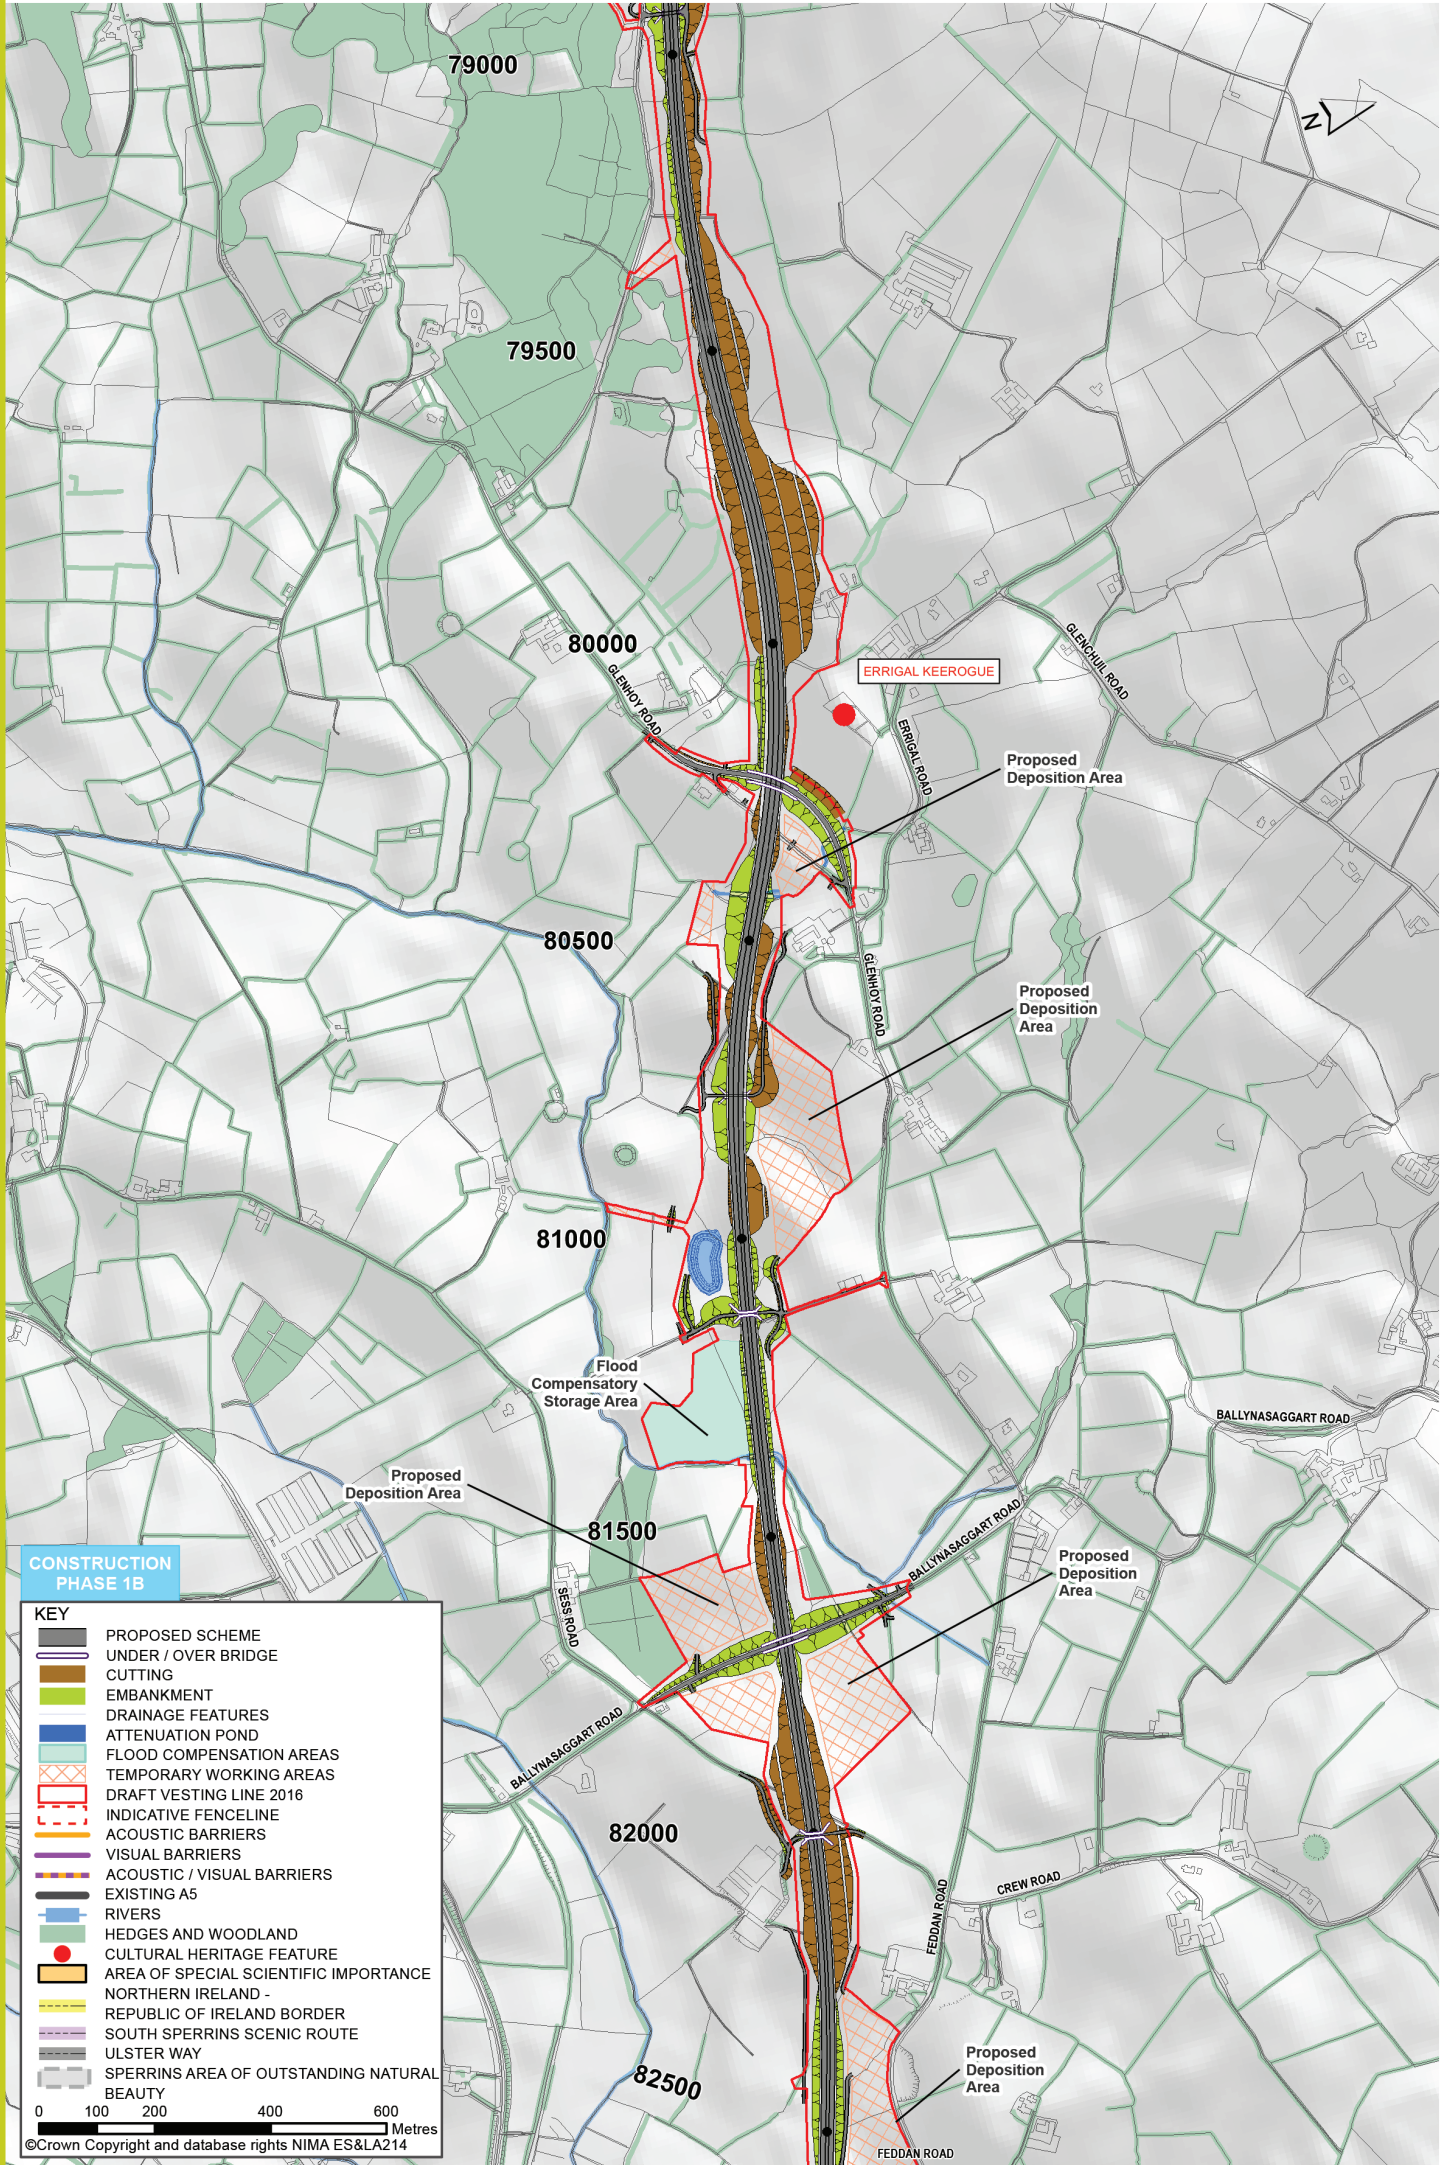 79000
N
79500
80000
GLENHOY ROAD
GLENCHUIL ROAD
ERRIGAL KEEROGUE
ERRIGAL ROAD
Proposed
Deposition Area
80500
GLENHOY ROAD
Proposed
Deposition
Area
81000
Flood
Compensatory
Storage Area
BALLYNASAGGART ROAD
Proposed
Deposition Area
81500
BALLYNASAGGART ROAD
Proposed
Deposition
Area
SESS ROAD
BALLYNASAGGART ROAD
82000
CREW ROAD
FEDDAN ROAD
82500
Proposed
Deposition
Area
FEDDAN ROAD
CONSTRUCTION
PHASE 1B
KEY
PROPOSED SCHEME
UNDER / OVER BRIDGE
CUTTING
EMBANKMENT
DRAINAGE FEATURES
ATTENUATION POND
FLOOD COMPENSATION AREAS
TEMPORARY WORKING AREAS
DRAFT VESTING LINE 2016
INDICATIVE FENCELINE
ACOUSTIC BARRIERS
VISUAL BARRIERS
ACOUSTIC / VISUAL BARRIERS
EXISTING A5
RIVERS
HEDGES AND WOODLAND
CULTURAL HERITAGE FEATURE
AREA OF SPECIAL SCIENTIFIC IMPORTANCE
NORTHERN IRELAND -
REPUBLIC OF IRELAND BORDER
SOUTH SPERRINS SCENIC ROUTE
ULSTER WAY
SPERRINS AREA OF OUTSTANDING NATURAL
BEAUTY
0 100 200 400 600
Metres
©Crown Copyright and database rights NIMA ES&LA214